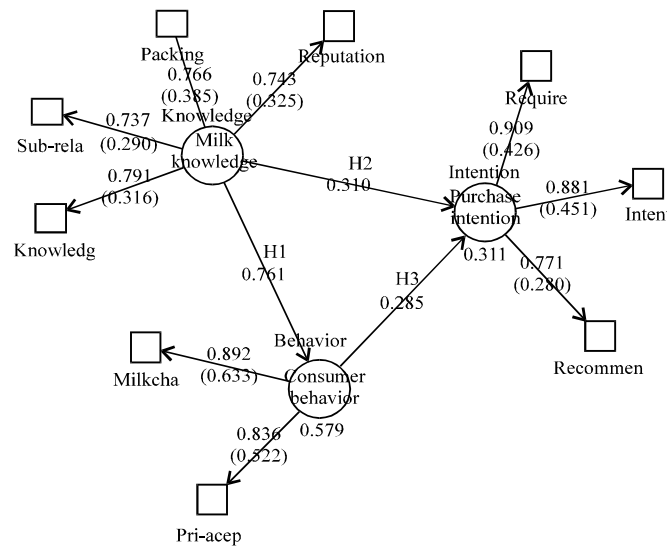 Packing
0.766
(0.385)
Reputation
0.743
(0.325)
Sub-rela
0.737
(0.290)
Knowledge
Milk
knowledge
Knowledg
0.791
(0.316)
H2
0.310
Require
0.909
(0.426)
Intention
Purchase
intention
0.311
0.881
(0.451)
Intent
0.771
(0.280)
Recommen
H1
0.761
H3
0.285
Behavior
Consumer
behavior
0.579
Milkcha
0.892
(0.633)
0.836
(0.522)
Pri-acep